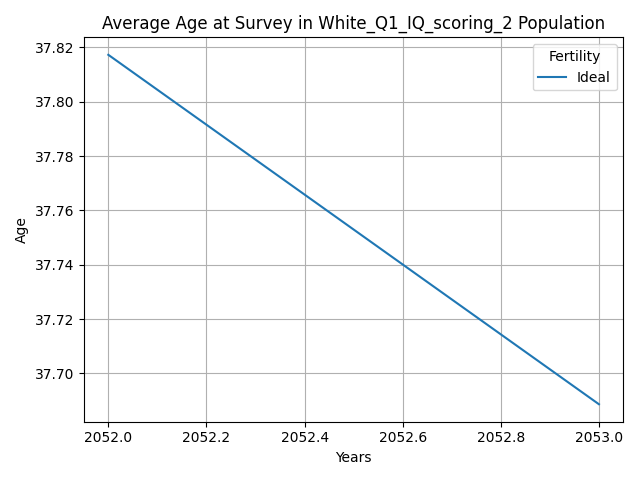 Average Age at Survey in White_Q1_IQ_scoring_2 Population
Fertility
Ideal
37.82
37.80
37.78
37.76
37.74
37.72
37.70
Age
2052.0 2052.2 2052.4 2052.6 2052.8 2053.0
Years